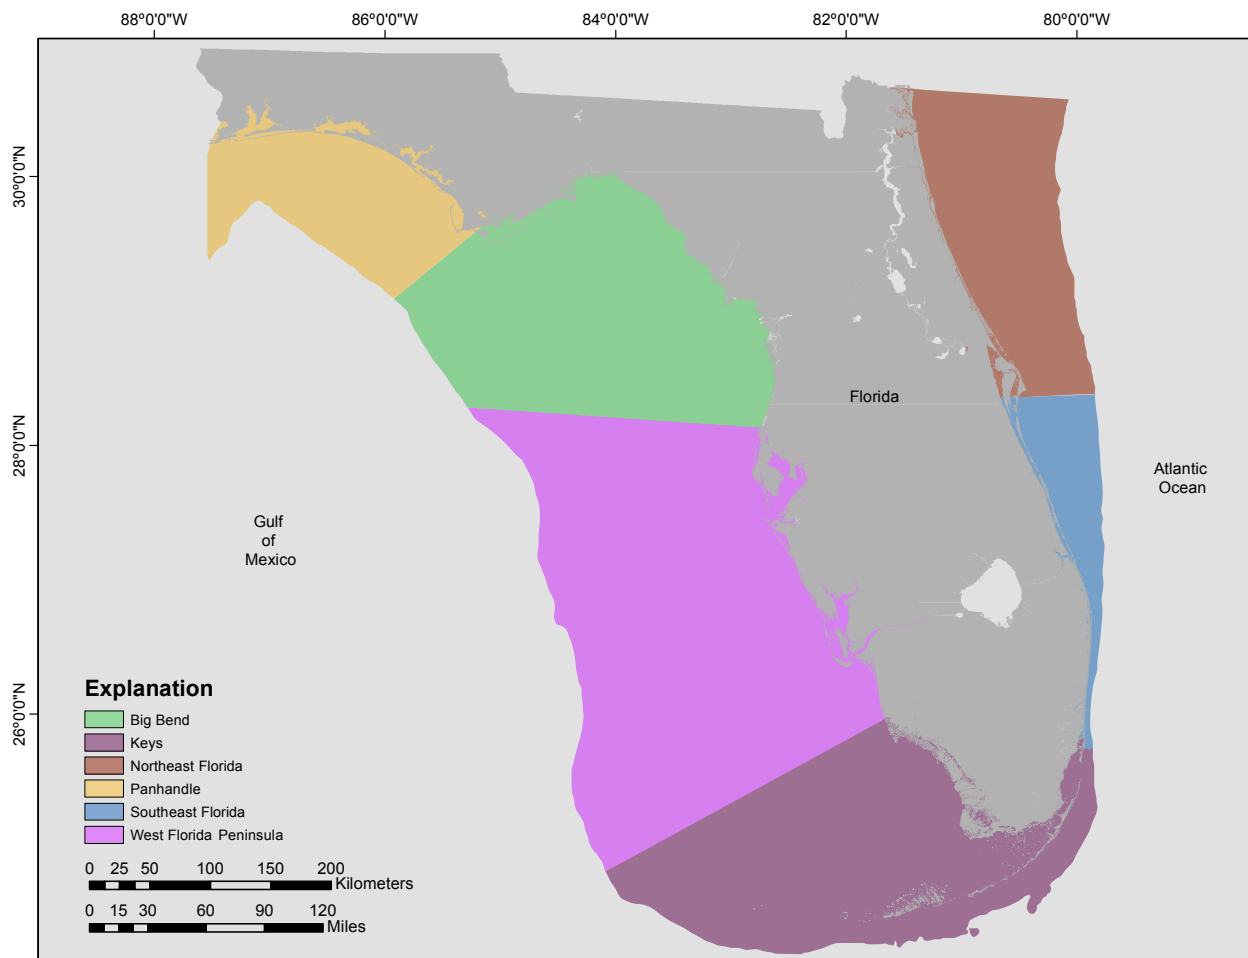 88°0'0"W
86°0'0"W
84°0'0"W
82°0'0"W
80°0'0"W
30°0'0"N
28°0'0"N
26°0'0"N
Florida
Atlantic
Ocean
Gulf
of
Mexico
Explanation
Big Bend
Keys
Northeast Florida
Panhandle
Southeast Florida
West Florida Peninsula
0 25 50 100 150 200
Kilometers
0 15 30 60 90 120
Miles